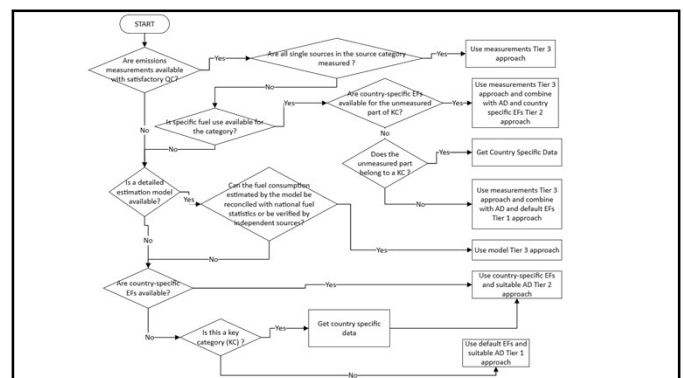 START
Are emissions
measurements available
with satisfactory QC?
Yes
Are all single sources in the source category
measured ?
Yes
Use measurements Tier 3
approach
No
No
Is specific fuel use available for
the category?
Yes
Are country-specific EFs
available for the unmeasured
part of KC?
Yes
Use measurements Tier 3
approach and combine
with AD and country
specific EFs Tier 2
approach
No
No
Does the
unmeasured part
belong to a KC ?
Yes
Get Country Specific Data
No
Use measurements Tier 3
approach and combine
with AD and default EFs
Tier 1 approach
Is a detailed
estimation model
available?
Yes
Can the fuel consumption
estimated by the model be
reconciled with national fuel
statistics or be verified by
independent sources?
Yes
Use model Tier 3 approach
No
No
Are country-specific
EFs available?
Yes
Use country-specific EFs
and suitable AD Tier 2
approach
No
Is this a key
category (KC) ?
Yes
Get country specific
data
No
Use default EFs and
suitable AD Tier 1
approach